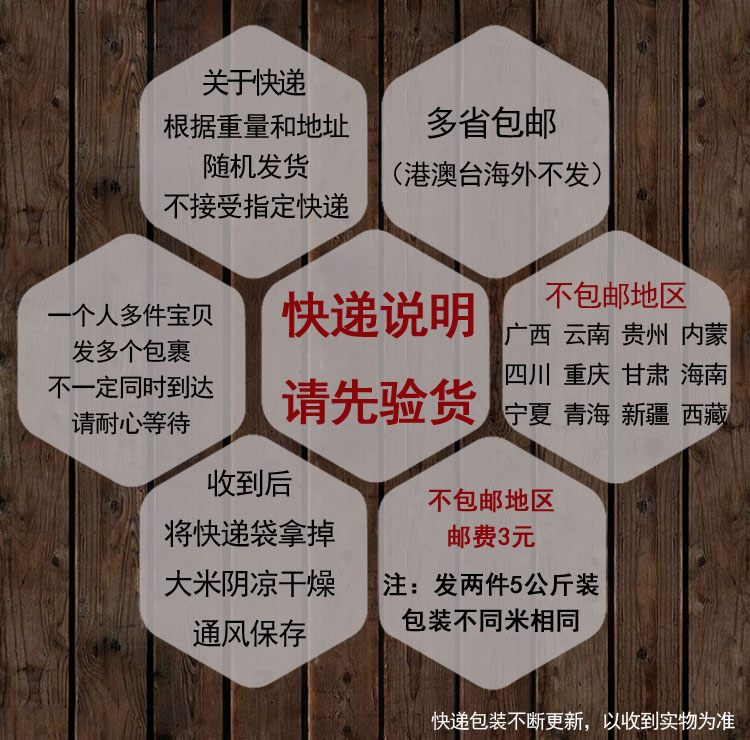 关于快递
根据重量和地址
随机发货
不接受指定快递
多省包邮
（港澳台海外不发）
一个人多件宝贝
发多个包裹
不一定同时到达
请耐心等待
快递说明
请先验货
不包邮地区
广西 云南 贵州 内蒙
四川 重庆 甘肃 海南
宁夏 青海 新疆 西藏
收到后
将快递袋拿掉
大米阴凉干燥
通风保存
不包邮地区
邮费3元
注：发两件5公斤装
包装不同米相同
快递包装不断更新，以收到实物为准